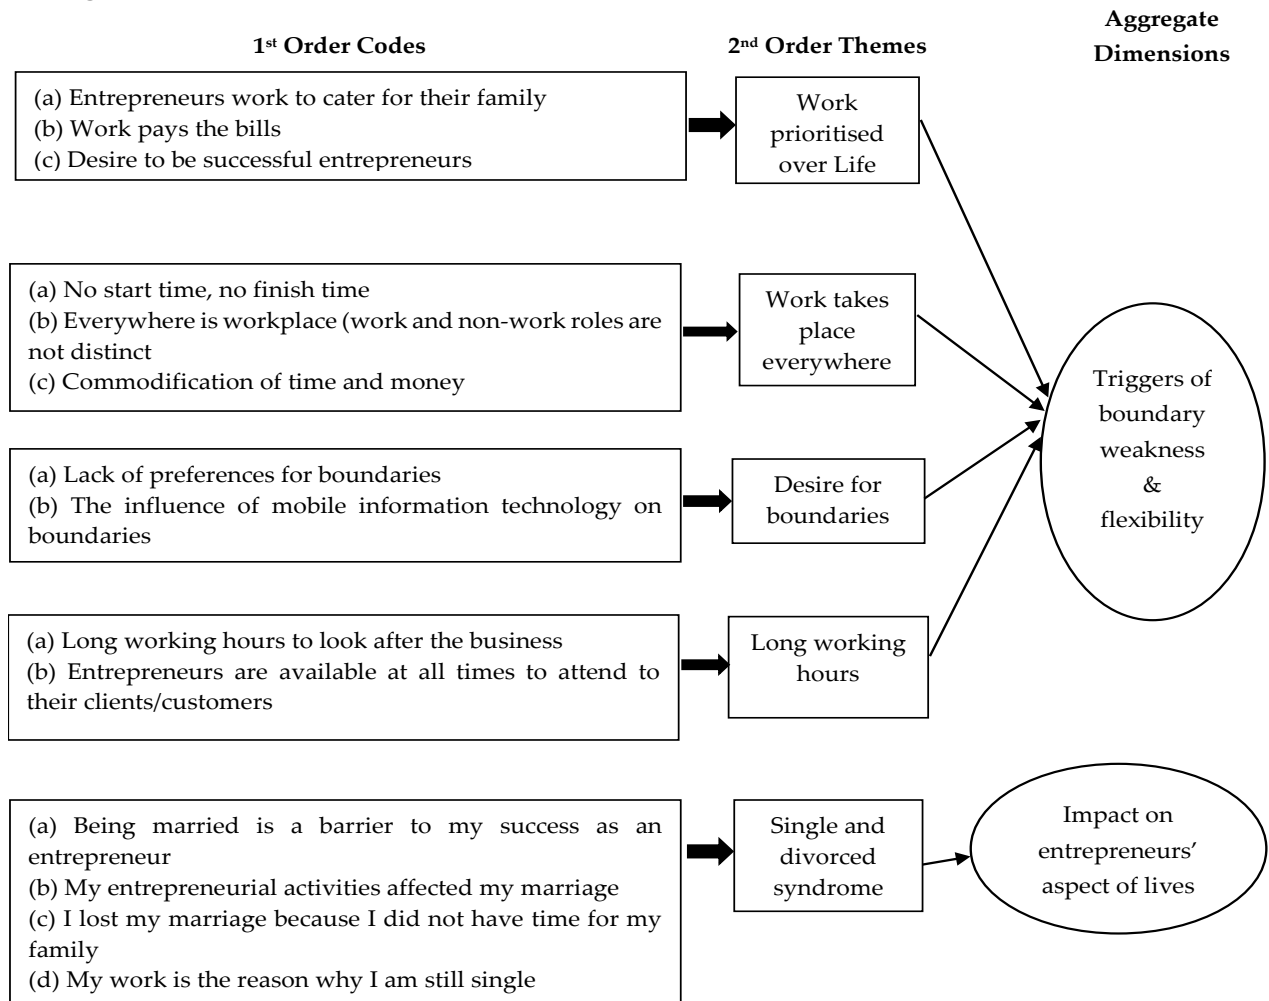 1st Order Codes
2nd Order Themes
Aggregate
Dimensions
(a) Entrepreneurs work to cater for their family
(b) Work pays the bills
(c) Desire to be successful entrepreneurs
Work
prioritised
over Life
(a) No start time, no finish time
(b) Everywhere is workplace (work and non-work roles are
not distinct
(c) Commodification of time and money
Work takes
place
everywhere
(a) Lack of preferences for boundaries
(b) The influence of mobile information technology on
boundaries
Desire for
boundaries
(a) Long working hours to look after the business
(b) Entrepreneurs are available at all times to attend to
their clients/customers
Long working
hours
Triggers of
boundary
weakness
&
flexibility
(a) Being married is a barrier to my success as an
entrepreneur
(b) My entrepreneurial activities affected my marriage
(c) I lost my marriage because I did not have time for my
family
(d) My work is the reason why I am still single
Single and
divorced
syndrome
Impact on
entrepreneurs’
aspect of lives